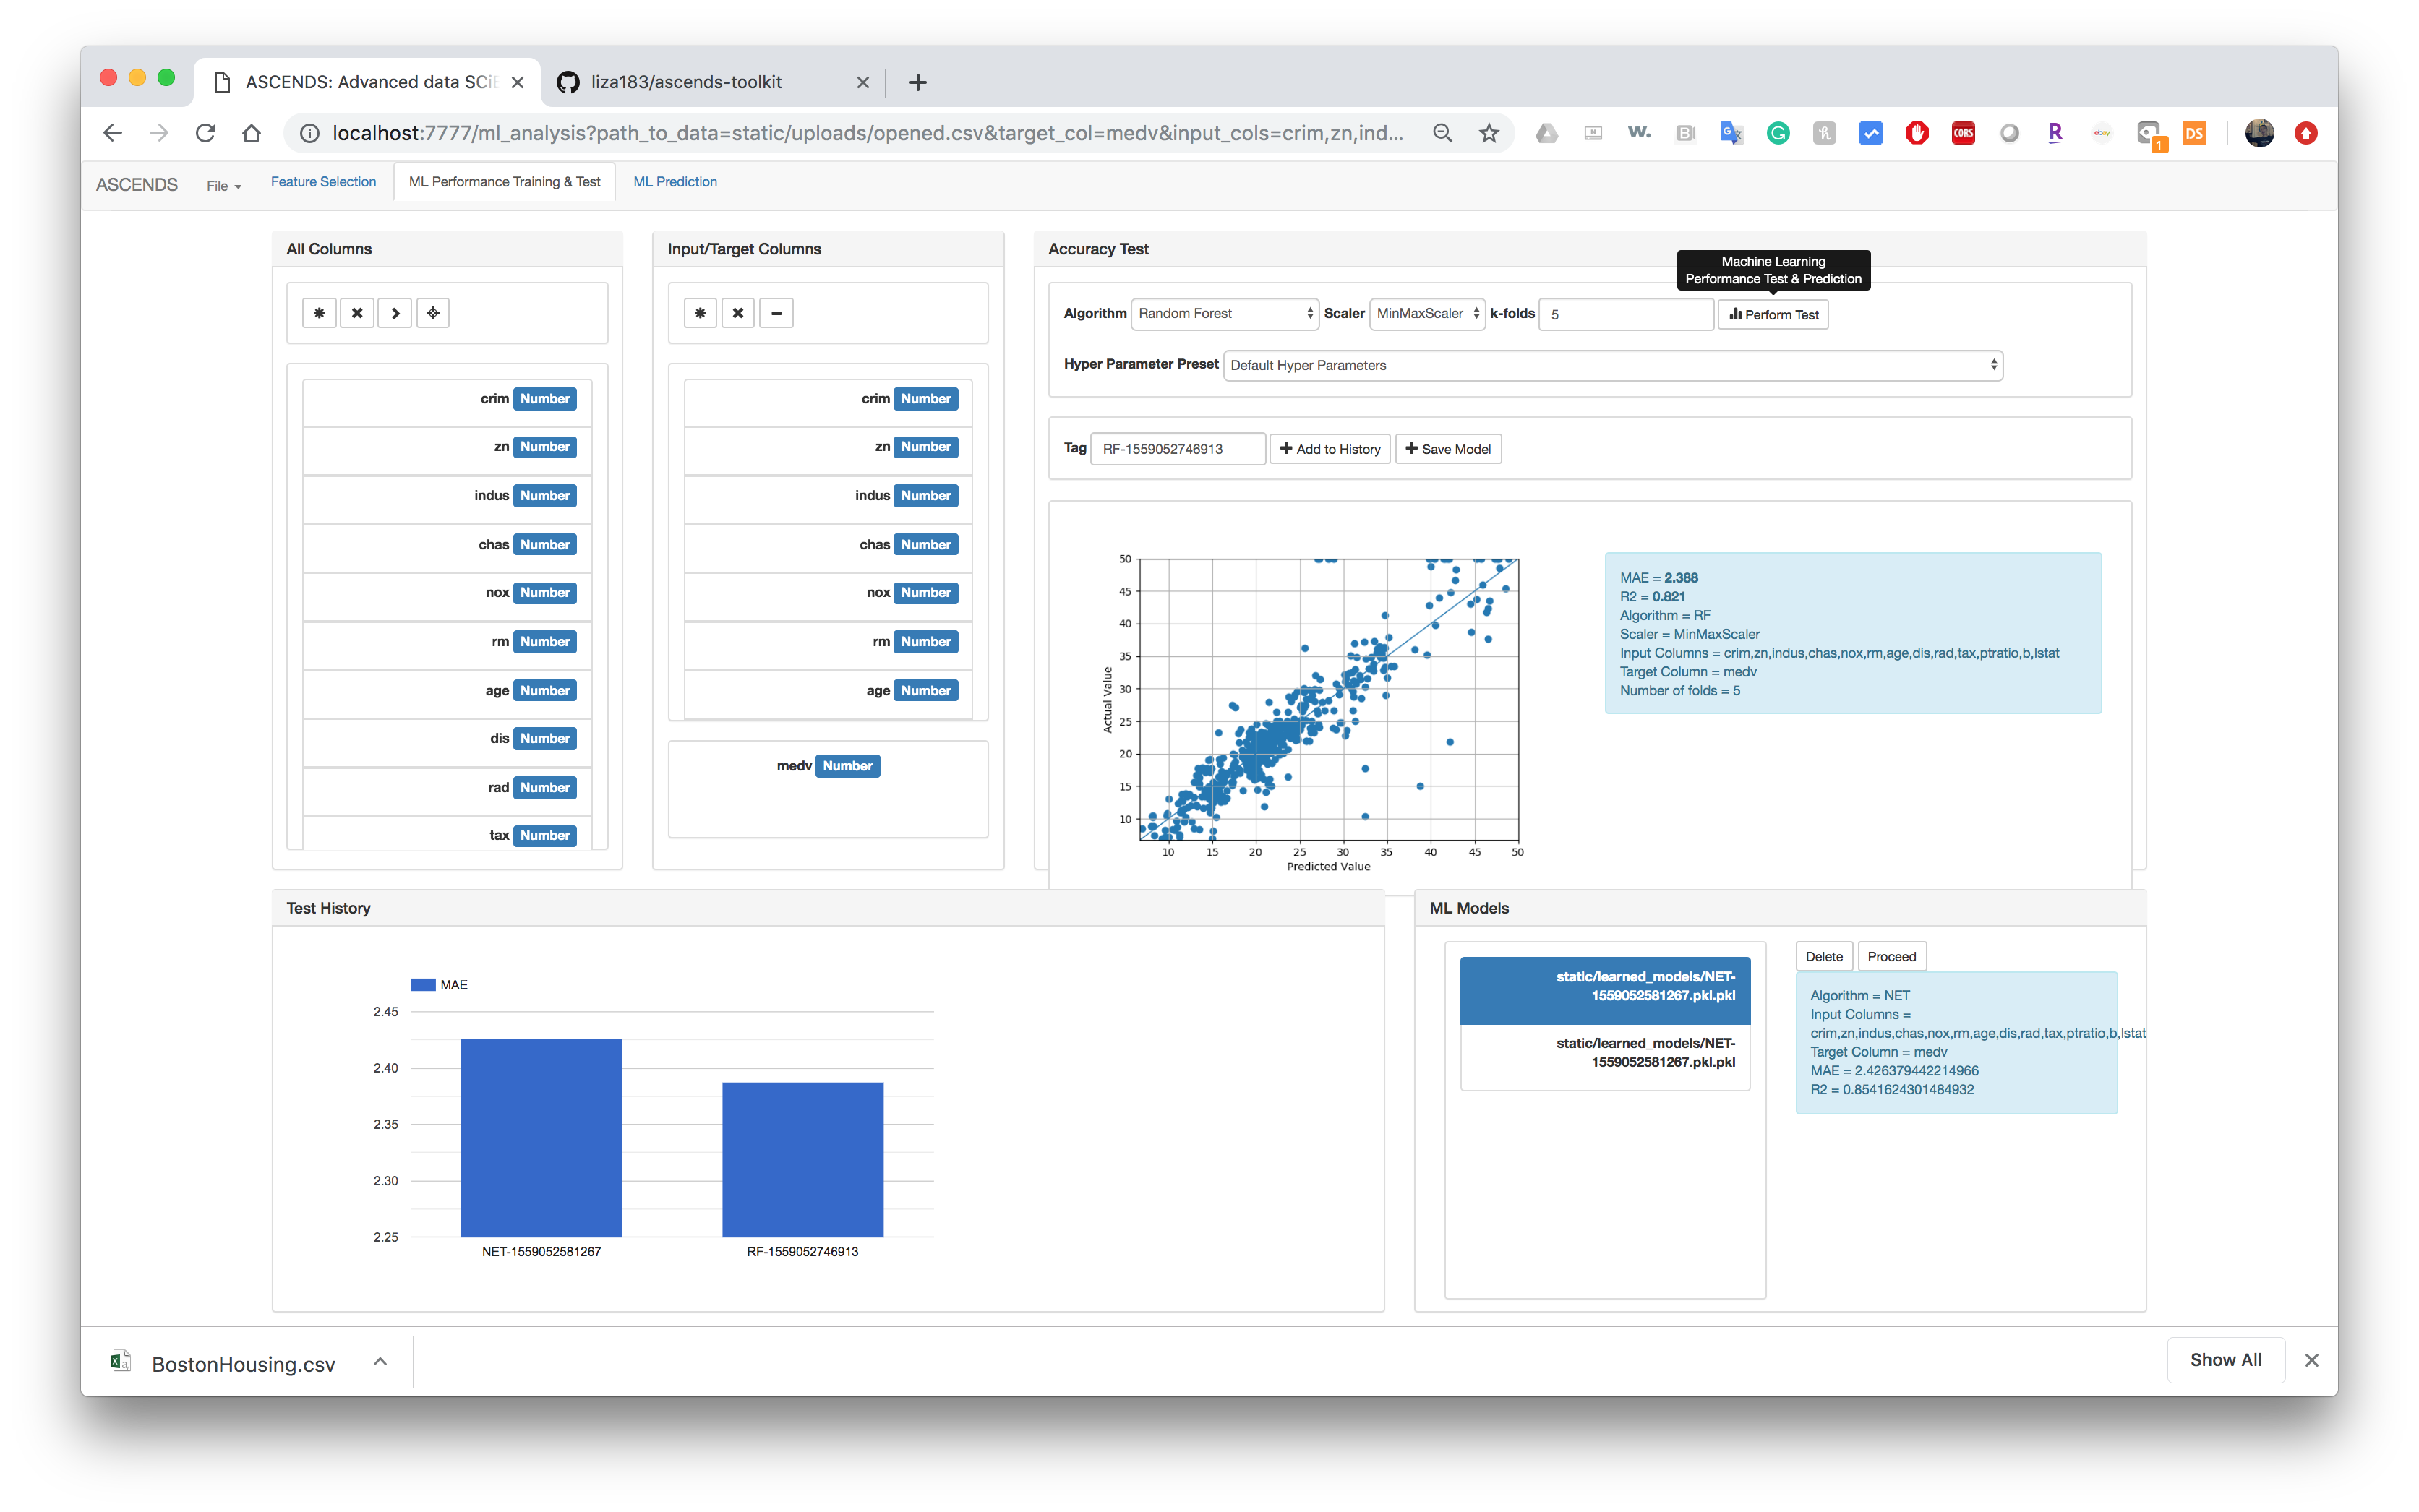 ASCENDS: Advanced data SCiE
liza183/ascends-toolkit
localhost:7777/ml_analysis?path_to_data=static/uploads/opened.csv&target_col=medv&input_cols=crim,zn,ind...
W.
CORS
R
ebay
1
DS
ASCENDS
File
Feature Selection
ML Performance Training & Test
ML Prediction
All Columns
crim Number
zn Number
indus Number
chas Number
nox Number
rm Number
age Number
dis Number
rad Number
tax Number
Input/Target Columns
crim Number
zn Number
indus Number
chas Number
nox Number
rm Number
age Number
medv Number
Accuracy Test
Machine Learning
Performance Test & Prediction
Algorithm Random Forest Scaler MinMaxScaler k-folds 5 Perform Test
Hyper Parameter Preset Default Hyper Parameters
Tag RF-1559052746913 Add to History Save Model
50
45
40
35
30
25
20
15
10
Actual Value
10 15 20 25 30 35 40 45 50
Predicted Value
MAE = 2.388
R2 = 0.821
Algorithm = RF
Scaler = MinMaxScaler
Input Columns = crim,zn,indus,chas,nox,rm,age,dis,rad,tax,ptratio,b,lstat
Target Column = medv
Number of folds = 5
Test History
MAE
2.45
2.40
2.35
2.30
2.25
NET-1559052581267
RF-1559052746913
ML Models
static/learned_models/NET-
1559052581267.pkl.pkl
static/learned_models/NET-
1559052581267.pkl.pkl
Delete
Proceed
Algorithm = NET
Input Columns =
crim,zn,indus,chas,nox,rm,age,dis,rad,tax,ptratio,b,lstat
Target Column = medv
MAE = 2.426379442214966
R2 = 0.8541624301484932
BostonHousing.csv
Show All